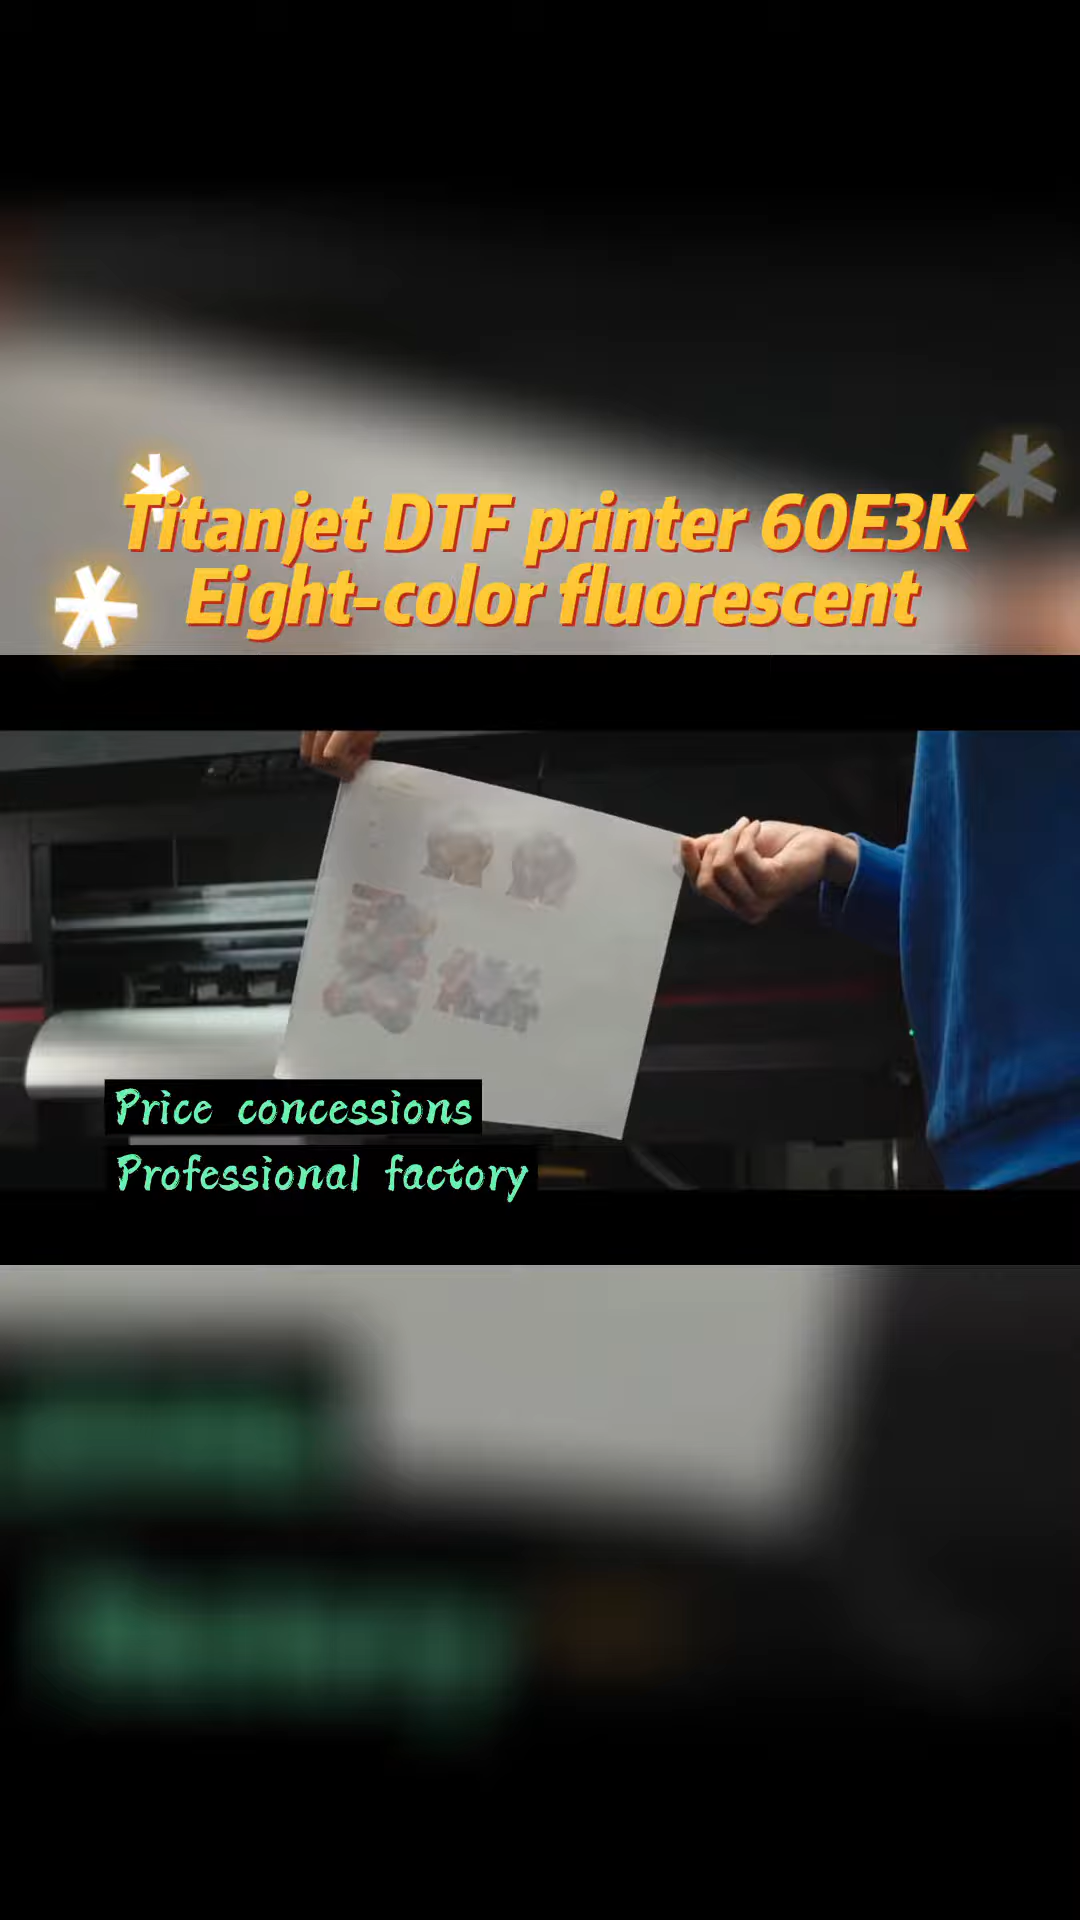 Titanjet DTF printer 60E3K
Eight-color fluorescent
Price concessions
Professional factory